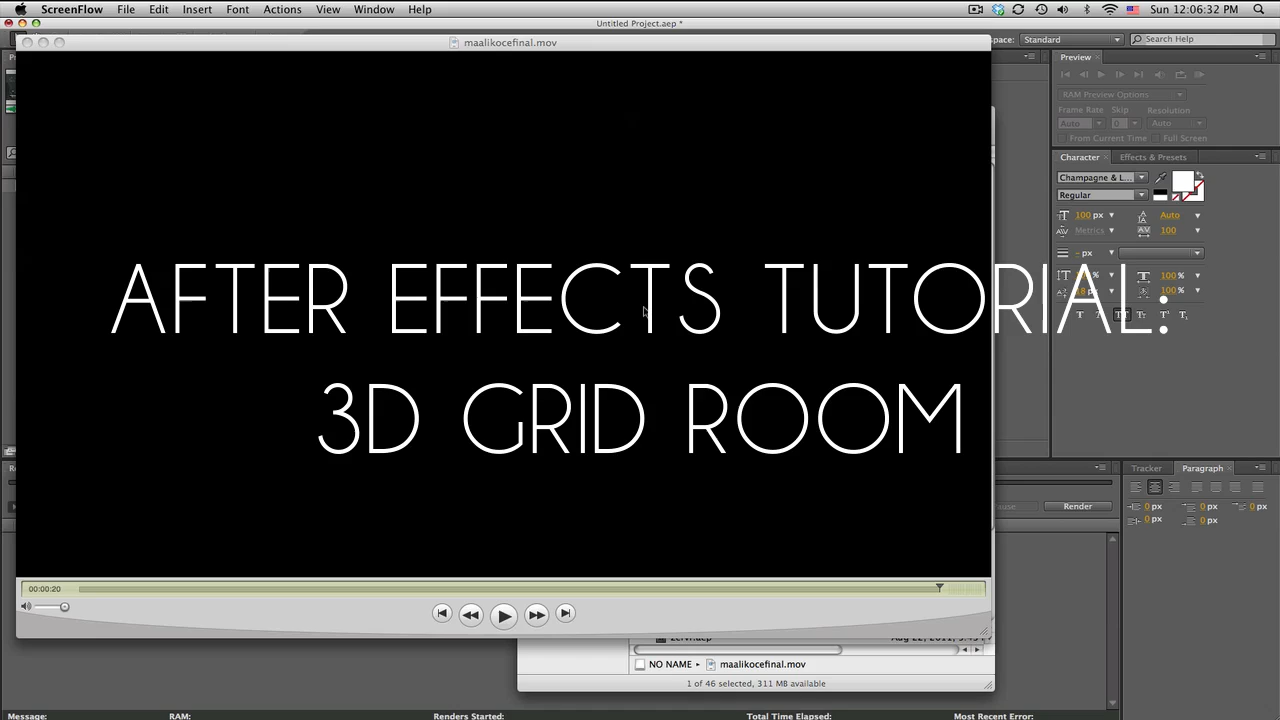 ScreenFlow File Edit Insert Font Actions View Window Help Sun 12:06:32 PM
Untitled Project.aep *
maalikocefinal.mov
space: Standard Search Help
Preview
RAM Preview Options
Frame Rate Skip Resolution
Auto 0 Auto
From Current Time Full Screen
Character Effects & Presets
Champagne & L...
Regular
100 px Auto
Metrics 100
- px
100 %
100 %
AFTER EFFECTS TUTORIAL:
3D GRID ROOM
Tracker Paragraph
0 px 0 px 0 px
0 px 0 px
Render
00:00:20
NO NAME ▸ maalikocefinal.mov
1 of 46 selected, 311 MB available
Message: RAM: Renders Started: Total Time Elapsed: Most Recent Error: